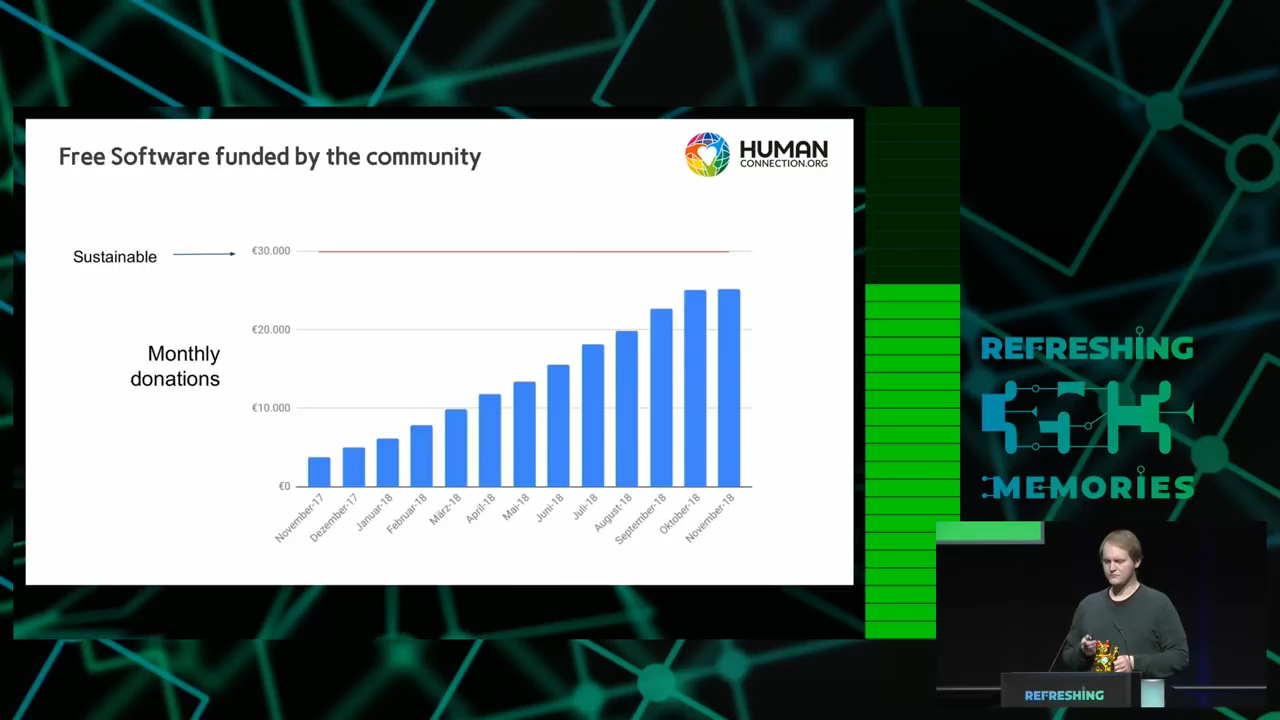 Free Software funded by the community
HUMAN
CONNECTION.ORG
Sustainable
€30.000
€20.000
Monthly
donations
€10.000
€0
November-17
Dezember-17
Januar-18
Februar-18
März-18
April-18
Mai-18
Juni-18
Juli-18
August-18
September-18
Oktober-18
November-18
REFRESHING
MEMORIES
REFRESHING